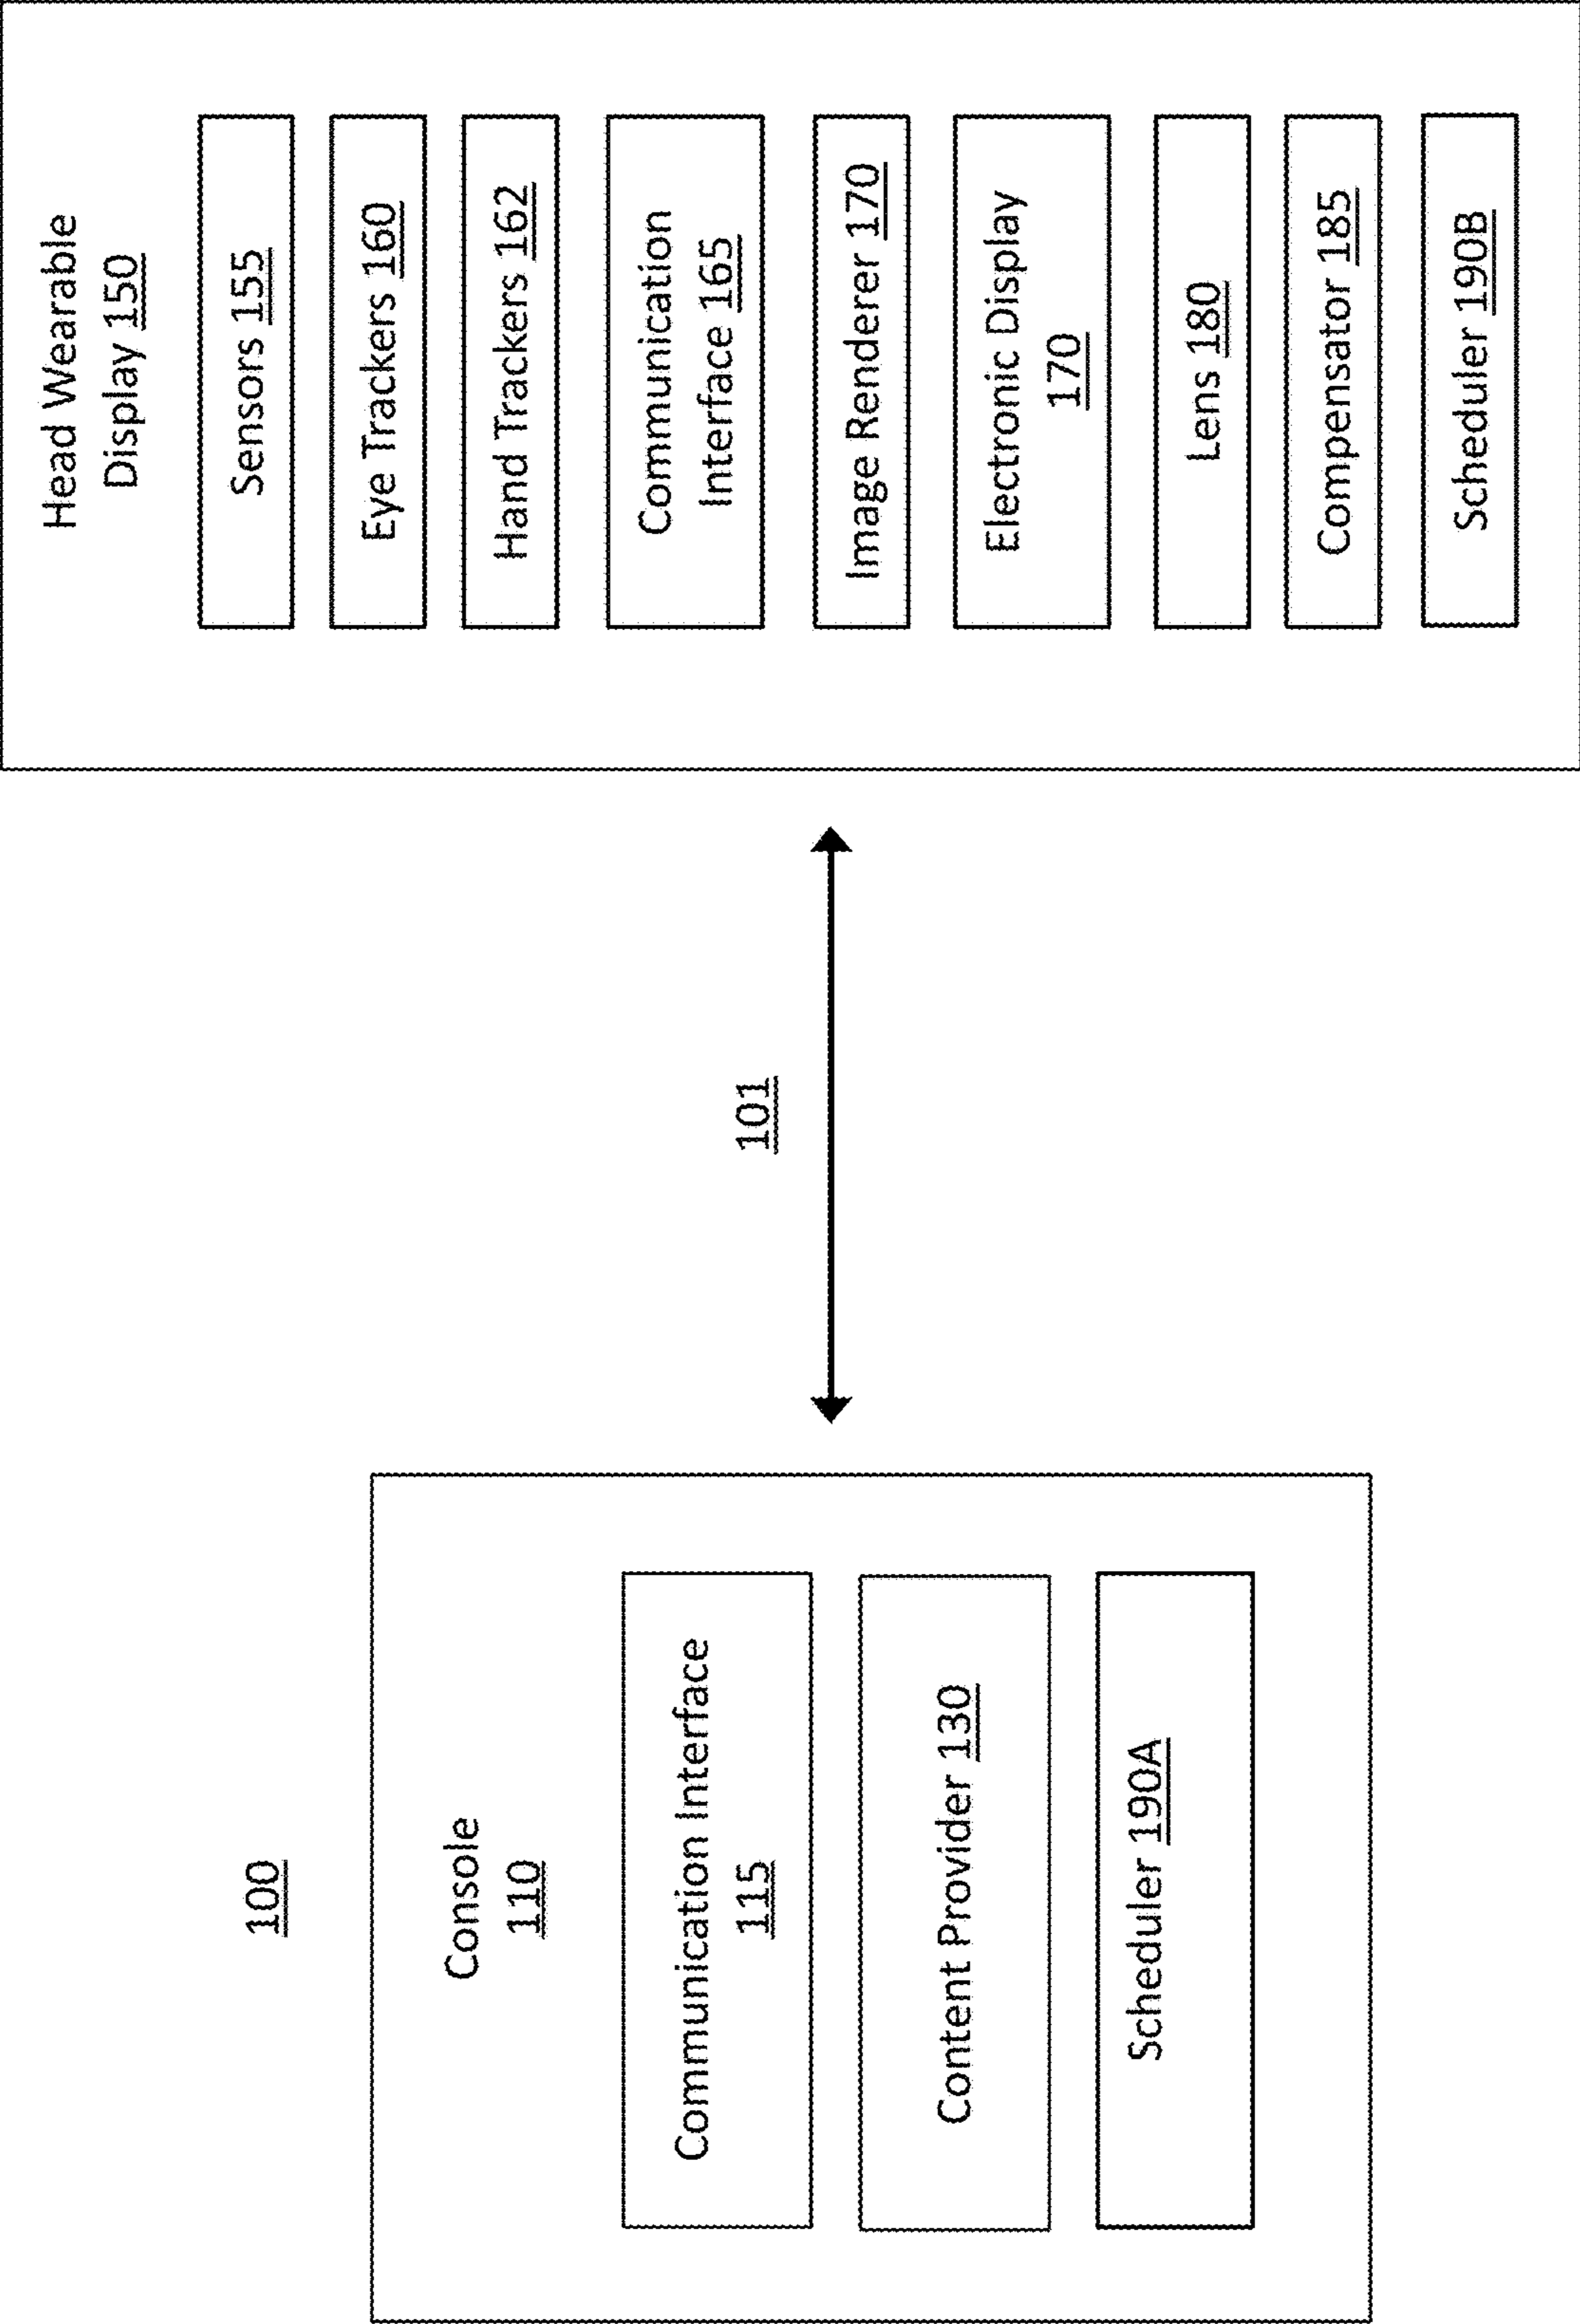 100
Console
110
Communication Interface
115
Content Provider 130
Scheduler 190A
101
Head Wearable
Display 150
Sensors 155
Eye Trackers 160
Hand Trackers 162
Communication
Interface 165
Image Renderer 170
Electronic Display
170
Lens 180
Compensator 185
Scheduler 190B